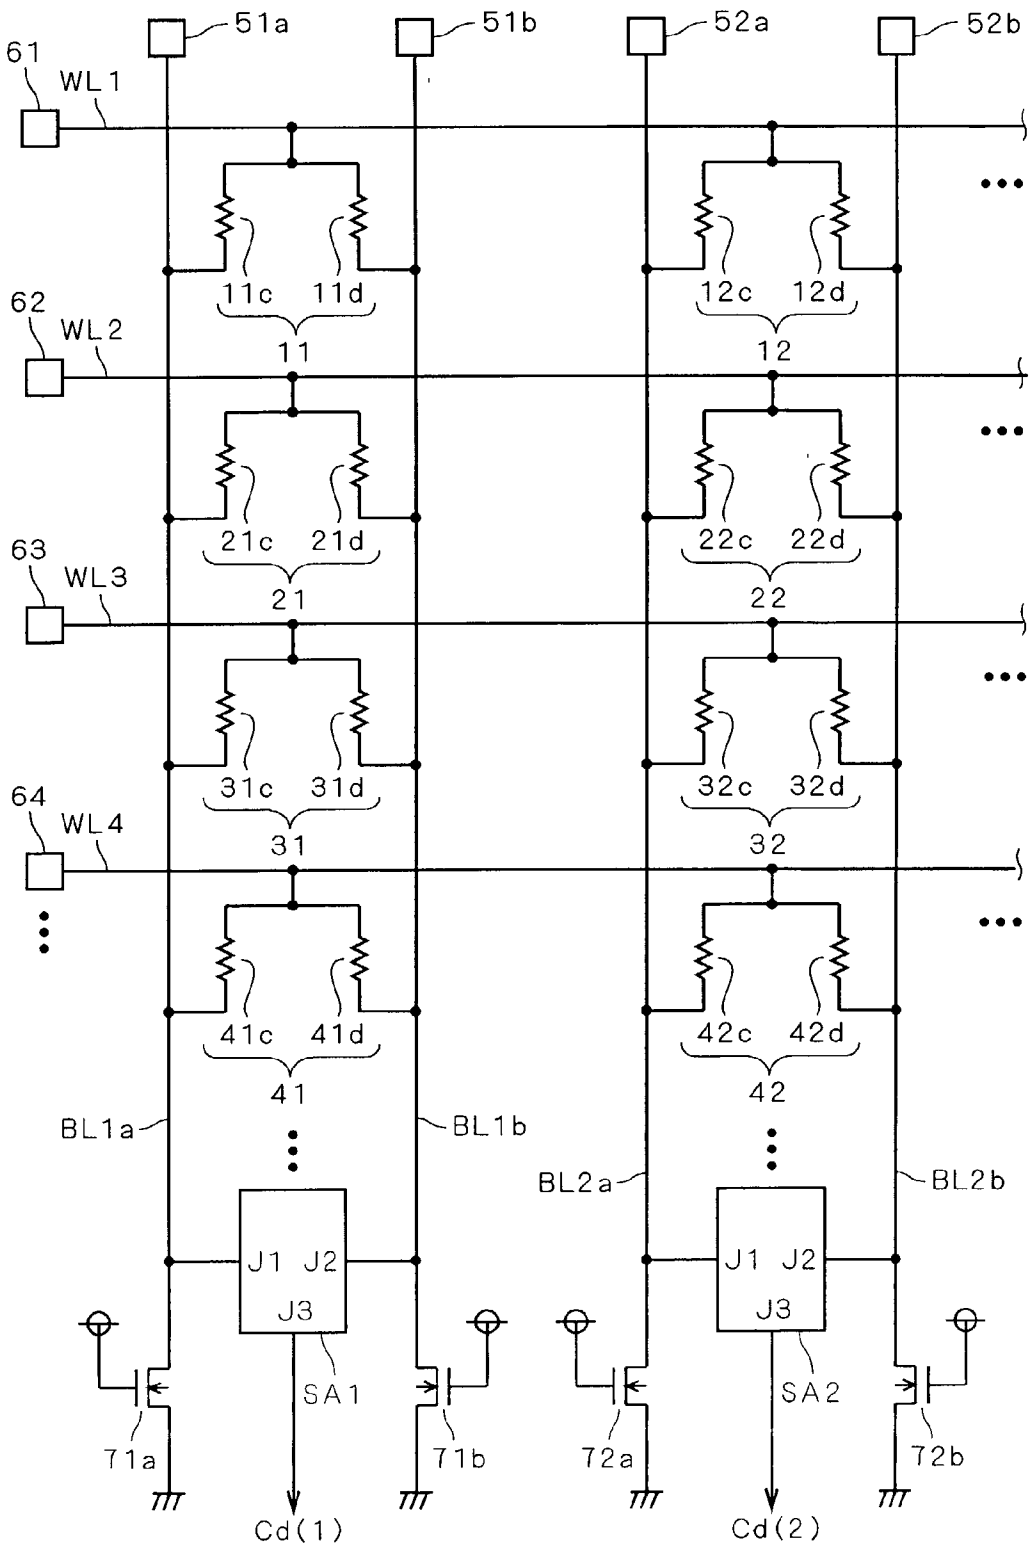 51a 51b 52a 52b
61 WL1
11c 11d 12c 12d
11 12
62 WL2
21c 21d 22c 22d
21 22
63 WL3
31c 31d 32c 32d
31 32
64 WL4
41c 41d 42c 42d
41 42
BL1a BL1b BL2a BL2b
J1 J2 J1 J2
J3 J3
SA1 SA2
71a 71b 72a 72b
Cd(1) Cd(2)